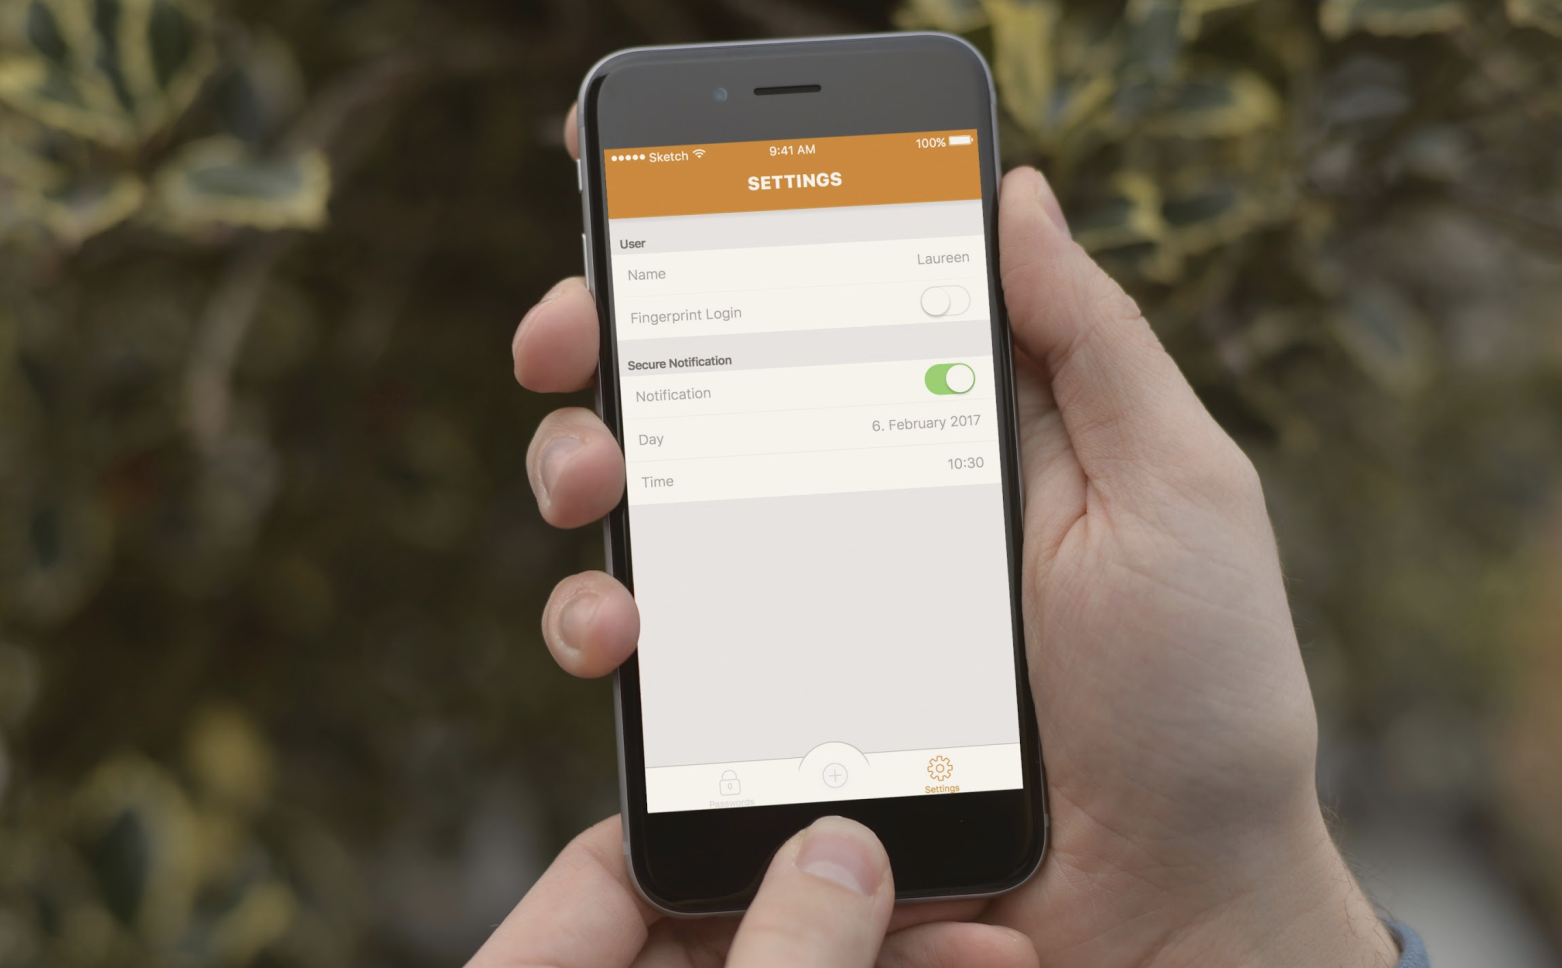 Sketch 9:41 AM 100%
SETTINGS
User
Name Laureen
Fingerprint Login
Secure Notification
Notification
Day 6. February 2017
Time 10:30
Passwords Settings